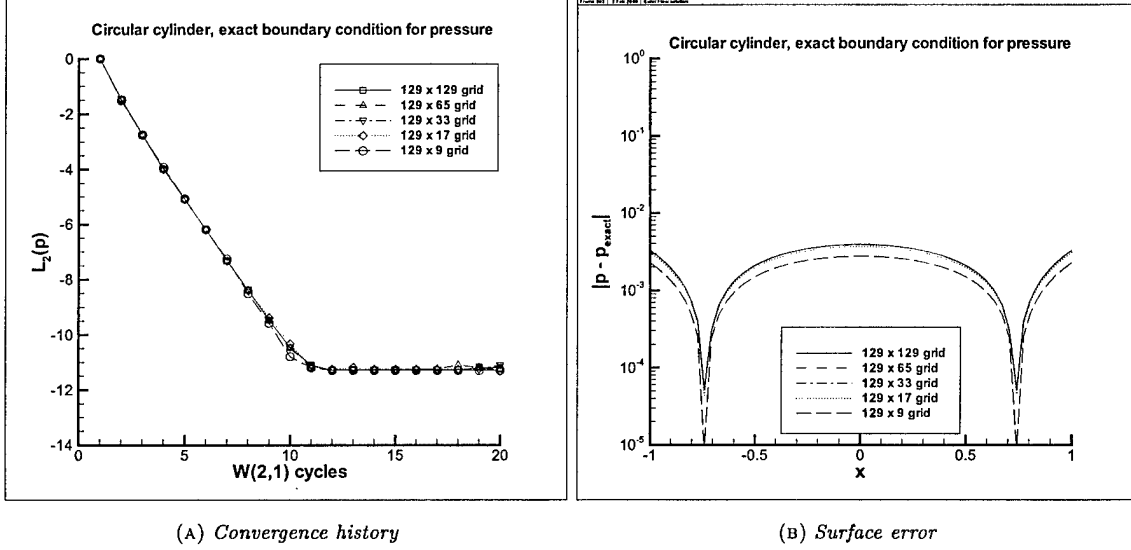 Circular cylinder, exact boundary condition for pressure
0
-2
-4
-6
-8
-10
-12
-14
L2(p)
129 x 129 grid
129 x 65 grid
129 x 33 grid
129 x 17 grid
129 x 9 grid
0
5
10
15
20
W(2,1) cycles
(A) Convergence history
Circular cylinder, exact boundary condition for pressure
10^0
10^-1
10^-2
10^-3
10^-4
10^-5
|p - p_exact|
129 x 129 grid
129 x 65 grid
129 x 33 grid
129 x 17 grid
129 x 9 grid
-1
-0.5
0
0.5
1
x
(B) Surface error